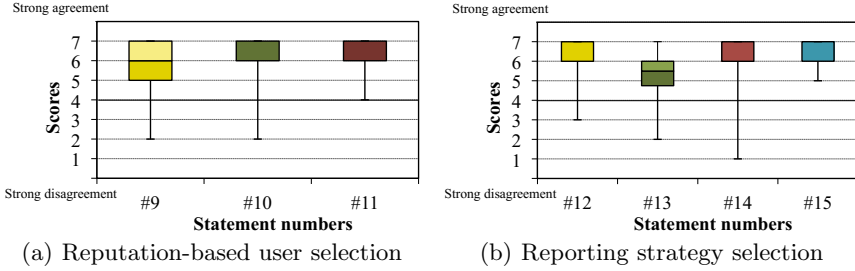 Strong agreement
7
6
5
4
3
2
1
Scores
Strong disagreement
#9 #10 #11
Statement numbers
(a) Reputation-based user selection
Strong agreement
7
6
5
4
3
2
1
Scores
Strong disagreement
#12 #13 #14 #15
Statement numbers
(b) Reporting strategy selection